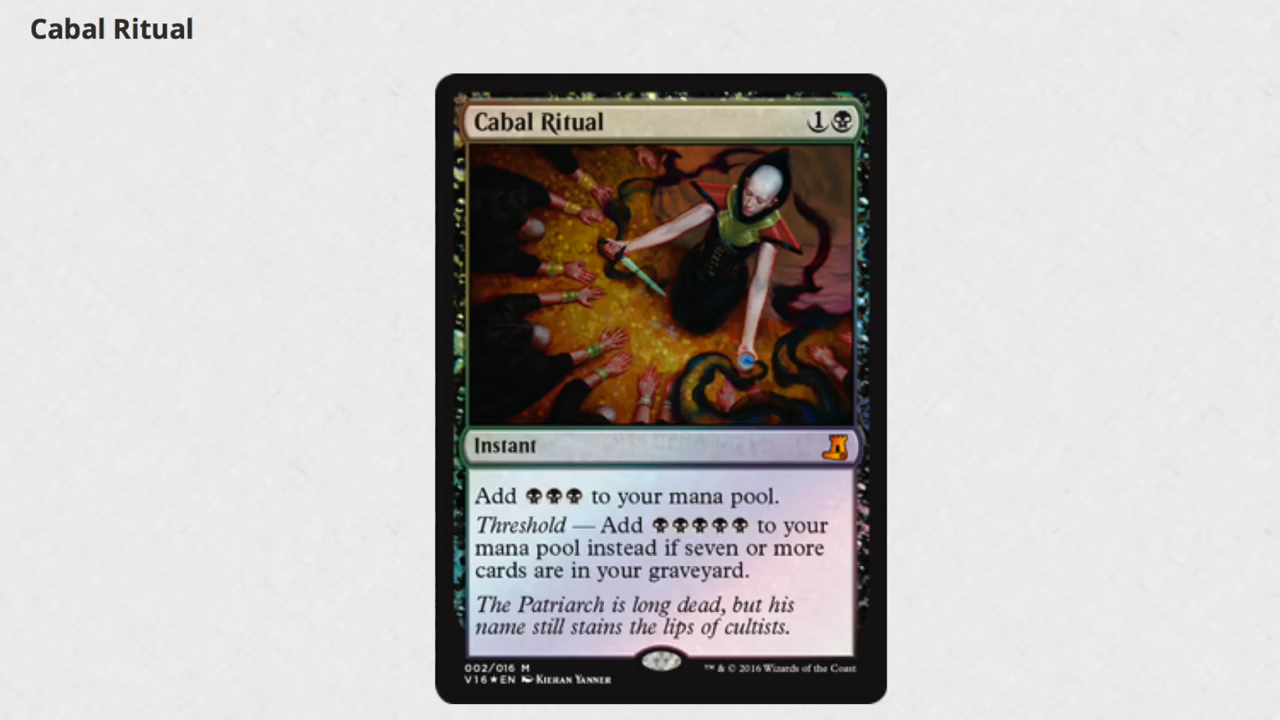 Cabal Ritual
Cabal Ritual 1
Instant
Add to your mana pool.
Threshold — Add to your
mana pool instead if seven or more
cards are in your graveyard.
The Patriarch is long dead, but his
name still stains the lips of cultists.
002/016 M
V16★EN KIERAN YANNER
™ & © 2016 Wizards of the Coast